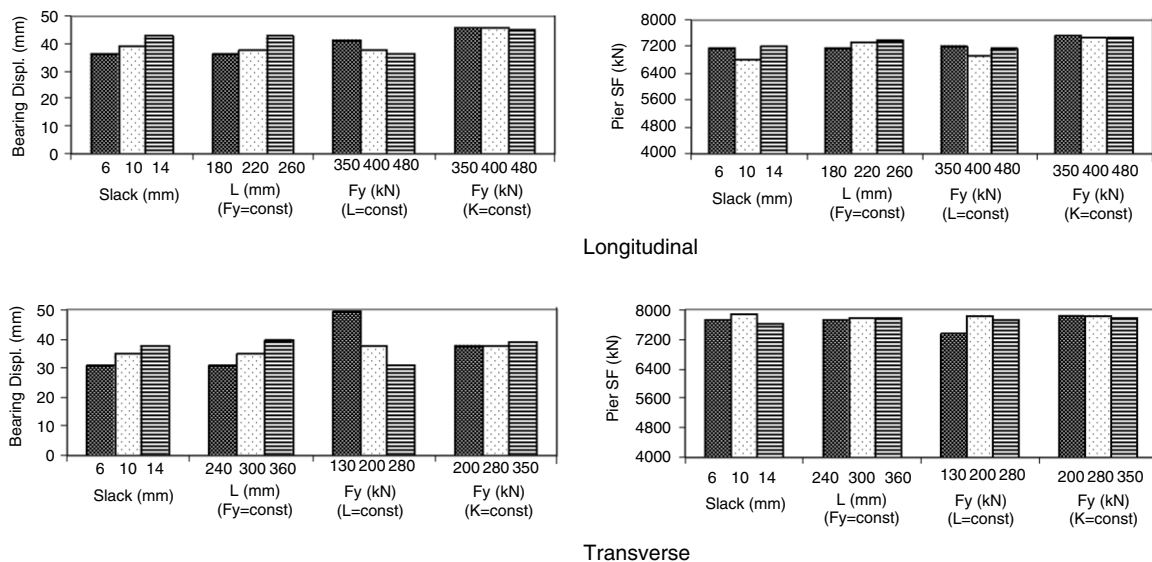 Bearing Displ. (mm)
50
40
30
20
10
0
6 10 14
180 220 260
350 400 480
350 400 480
Slack (mm)
L (mm)
(Fy=const)
Fy (kN)
(L=const)
Fy (kN)
(K=const)
Pier SF (kN)
8000
7200
6400
5600
4800
4000
6 10 14
180 220 260
350 400 480
350 400 480
Slack (mm)
L (mm)
(Fy=const)
Fy (kN)
(L=const)
Fy (kN)
(K=const)
Longitudinal
Bearing Displ. (mm)
50
40
30
20
10
0
6 10 14
240 300 360
130 200 280
200 280 350
Slack (mm)
L (mm)
(Fy=const)
Fy (kN)
(L=const)
Fy (kN)
(K=const)
Pier SF (kN)
8000
7200
6400
5600
4800
4000
6 10 14
240 300 360
130 200 280
200 280 350
Slack (mm)
L (mm)
(Fy=const)
Fy (kN)
(L=const)
Fy (kN)
(K=const)
Transverse